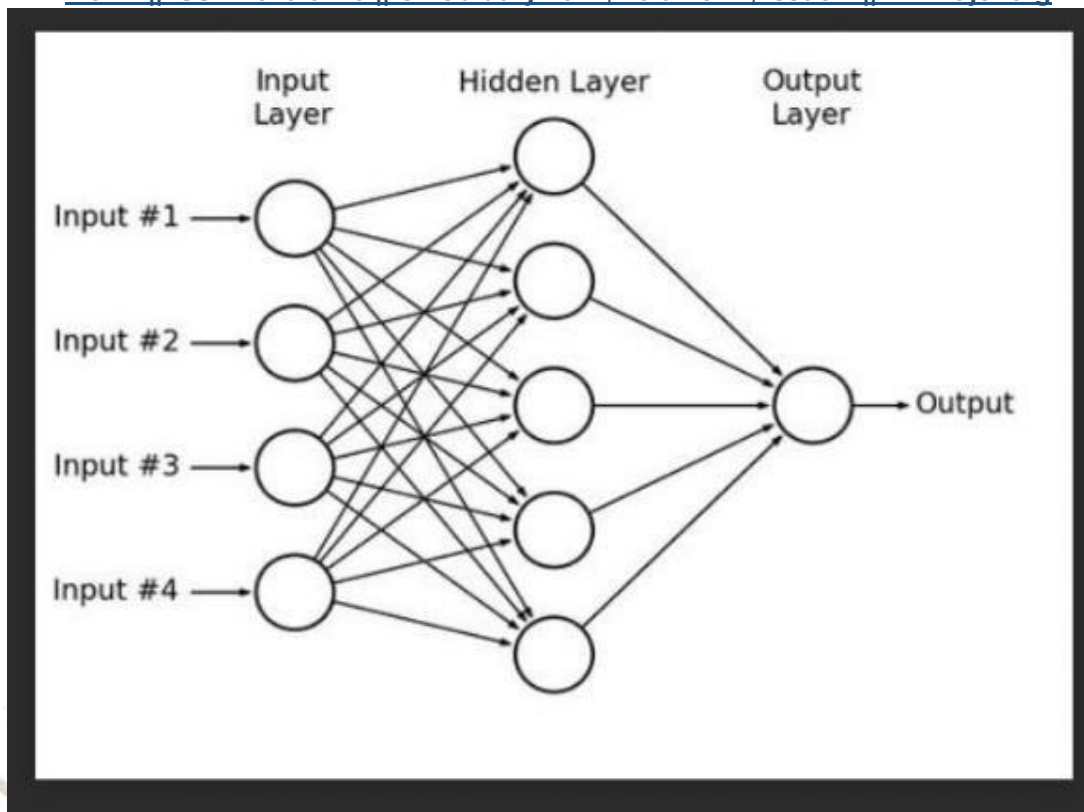 Input
Layer
Hidden Layer
Output
Layer
Input #1
Input #2
Input #3
Input #4
Output